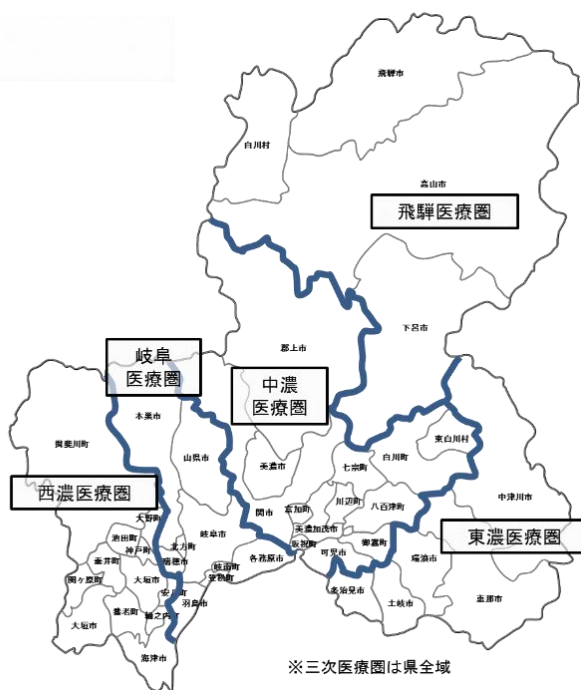 飛騨市
白川村
高山市
飛騨医療圏
下呂市
郡上市
岐阜
医療圏
中濃
医療圏
本巣市
揖斐川町
山県市
美濃市
七宗町
白川町
東白川村
西濃医療圏
中津川市
関市
富加町
川辺町
八百津町
大野町
池田町
神戸町
北方町
岐阜市
美濃加茂市
坂祝町
御嵩町
東濃医療圏
垂井町
瑞穂市
各務原市
可児市
瑞浪市
関ケ原町
大垣市
安八町
岐南町
笠松町
羽島市
多治見市
土岐市
恵那市
大垣市
養老町
輪之内町
海津市
※三次医療圏は県全域